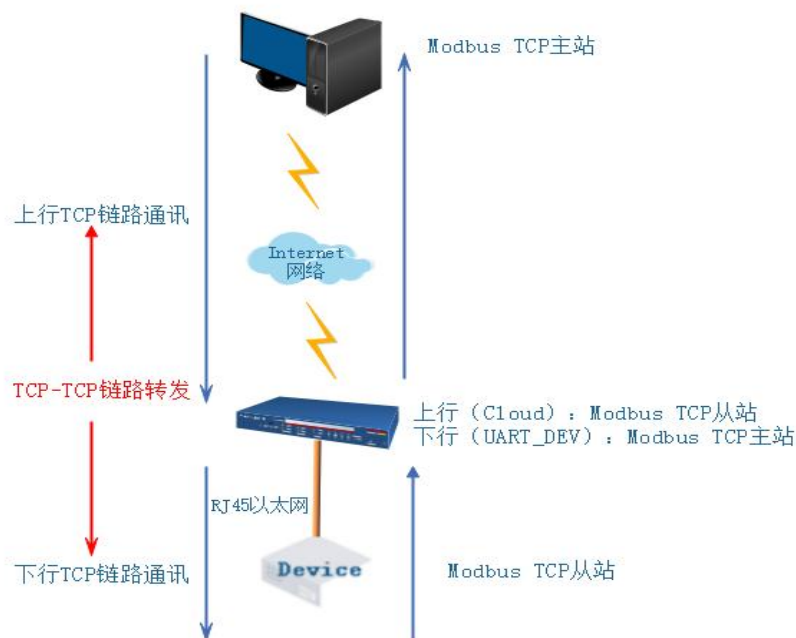 Modbus TCP主站
上行TCP链路通讯
Internet
网络
TCP-TCP链路转发
上行（Cloud）：Modbus TCP从站
下行（UART_DEV）：Modbus TCP主站
RJ45以太网
Device
下行TCP链路通讯
Modbus TCP从站